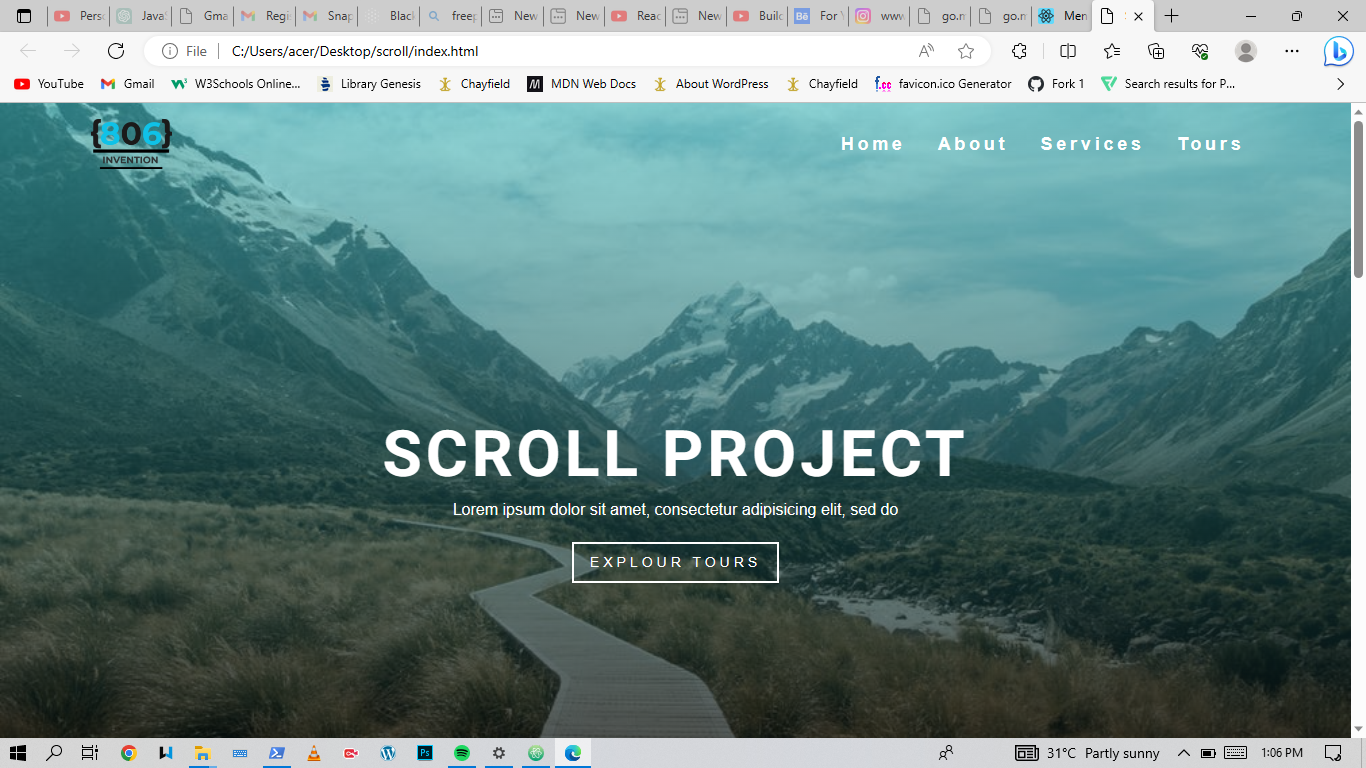 Pers
Java
Gma
Regi
Snap
Black
freep
New
New
Reac
New
Build
For Y
www
go.n
go.n
Men
File
C:/Users/acer/Desktop/scroll/index.html
YouTube
Gmail
W3Schools Online...
Library Genesis
Chayfield
MDN Web Docs
About WordPress
Chayfield
favicon.ico Generator
Fork 1
Search results for P...
{806}
INVENTION
Home About Services Tours
SCROLL PROJECT
Lorem ipsum dolor sit amet, consectetur adipisicing elit, sed do
EXPLOUR TOURS
31°C Partly sunny
1:06 PM